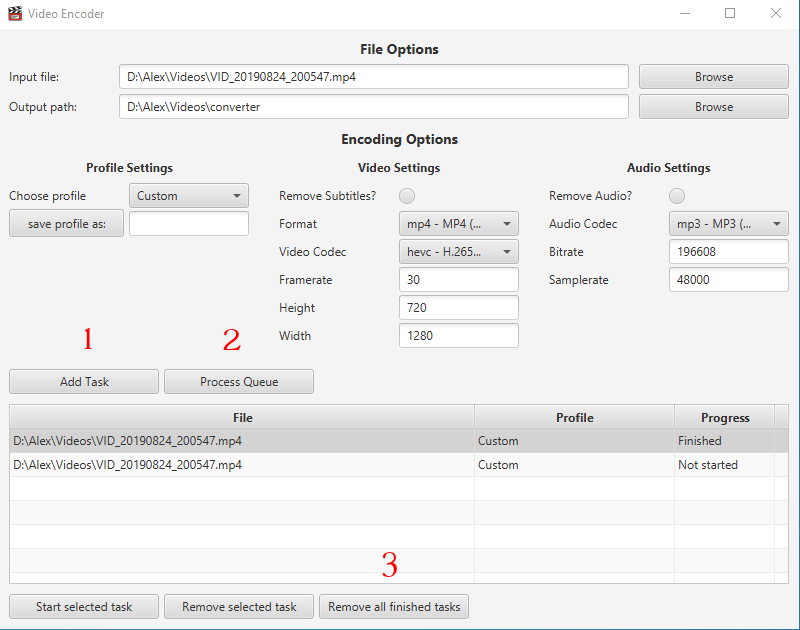 Video Encoder
File Options
Input file: D:\Alex\Videos\VID_20190824_200547.mp4 Browse
Output path: D:\Alex\Videos\converter Browse
Encoding Options
Profile Settings Video Settings Audio Settings
Choose profile Custom Remove Subtitles? Remove Audio?
save profile as: Format mp4 - MP4 (... Audio Codec mp3 - MP3 (...
Video Codec hevc - H.265... Bitrate 196608
Framerate 30 Samplerate 48000
Height 720
Width 1280
1 2
Add Task Process Queue
File Profile Progress
D:\Alex\Videos\VID_20190824_200547.mp4 Custom Finished
D:\Alex\Videos\VID_20190824_200547.mp4 Custom Not started
3
Start selected task Remove selected task Remove all finished tasks